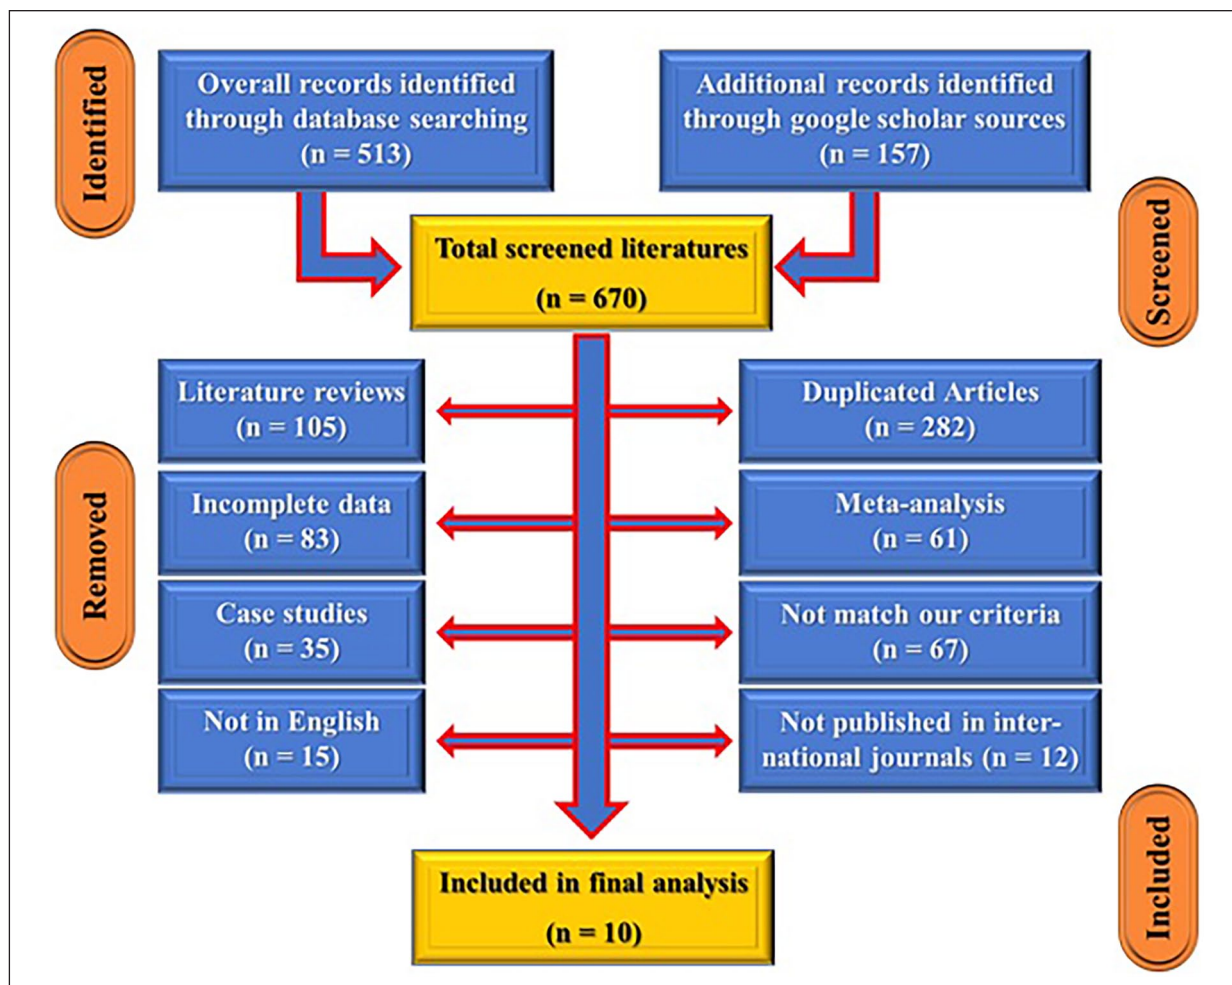 Identified
Overall records identified
through database searching
(n = 513)
Additional records identified
through google scholar sources
(n = 157)
Screened
Total screened literatures
(n = 670)
Removed
Literature reviews
(n = 105)
Duplicated Articles
(n = 282)
Incomplete data
(n = 83)
Meta-analysis
(n = 61)
Case studies
(n = 35)
Not match our criteria
(n = 67)
Not in English
(n = 15)
Not published in inter-
national journals (n = 12)
Included
Included in final analysis
(n = 10)